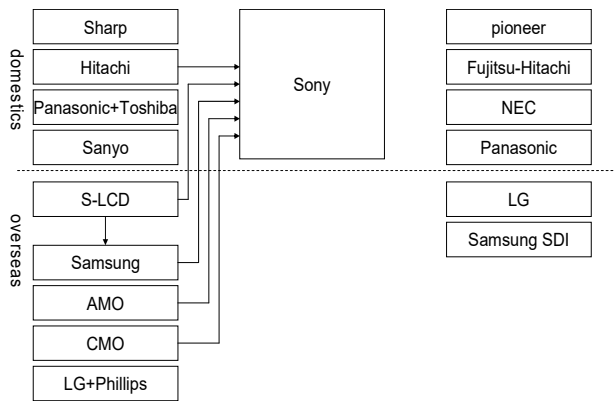 domestics
Sharp
Hitachi
Panasonic+Toshiba
Sanyo
Sony
pioneer
Fujitsu-Hitachi
NEC
Panasonic
overseas
S-LCD
Samsung
AMO
CMO
LG+Phillips
LG
Samsung SDI